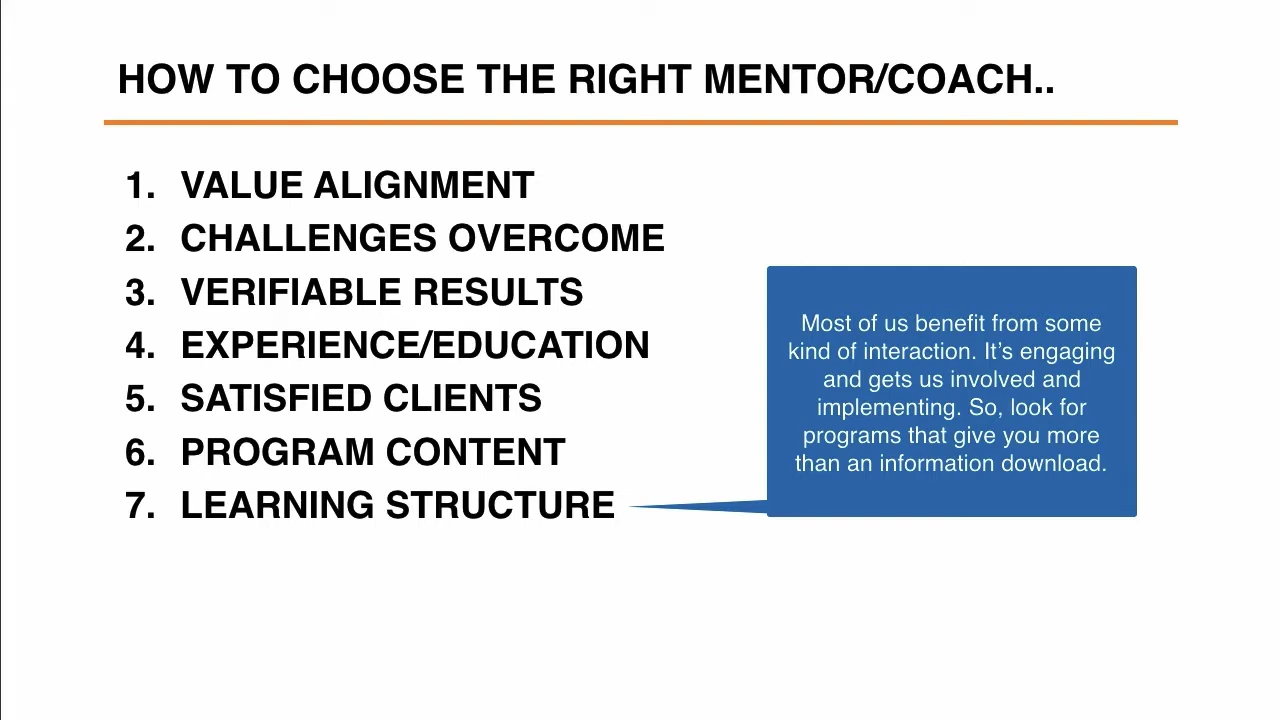 HOW TO CHOOSE THE RIGHT MENTOR/COACH..
1. VALUE ALIGNMENT
2. CHALLENGES OVERCOME
3. VERIFIABLE RESULTS
4. EXPERIENCE/EDUCATION
5. SATISFIED CLIENTS
6. PROGRAM CONTENT
7. LEARNING STRUCTURE
Most of us benefit from some
kind of interaction. It’s engaging
and gets us involved and
implementing. So, look for
programs that give you more
than an information download.